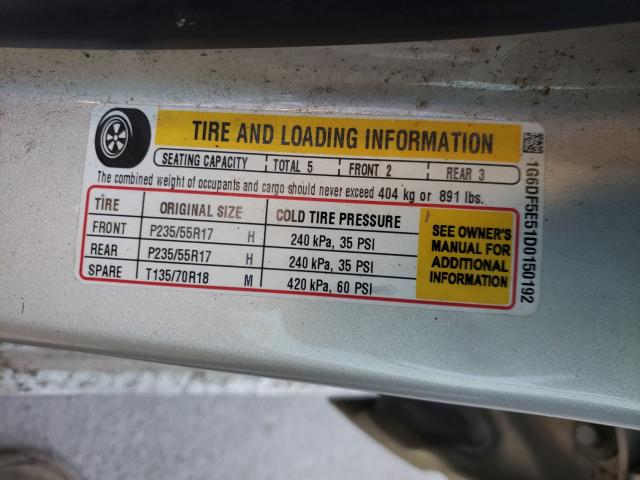 TIRE AND LOADING INFORMATION
SEATING CAPACITY TOTAL 5 FRONT 2 REAR 3
The combined weight of occupants and cargo should never exceed 404 kg or 891 lbs.
TIRE ORIGINAL SIZE COLD TIRE PRESSURE
FRONT P235/55R17 H 240 kPa, 35 PSI
REAR P235/55R17 H 240 kPa, 35 PSI
SPARE T135/70R18 M 420 kPa, 60 PSI
SEE OWNER'S
MANUAL FOR
ADDITIONAL
INFORMATION
1G6DF5E51D0150192